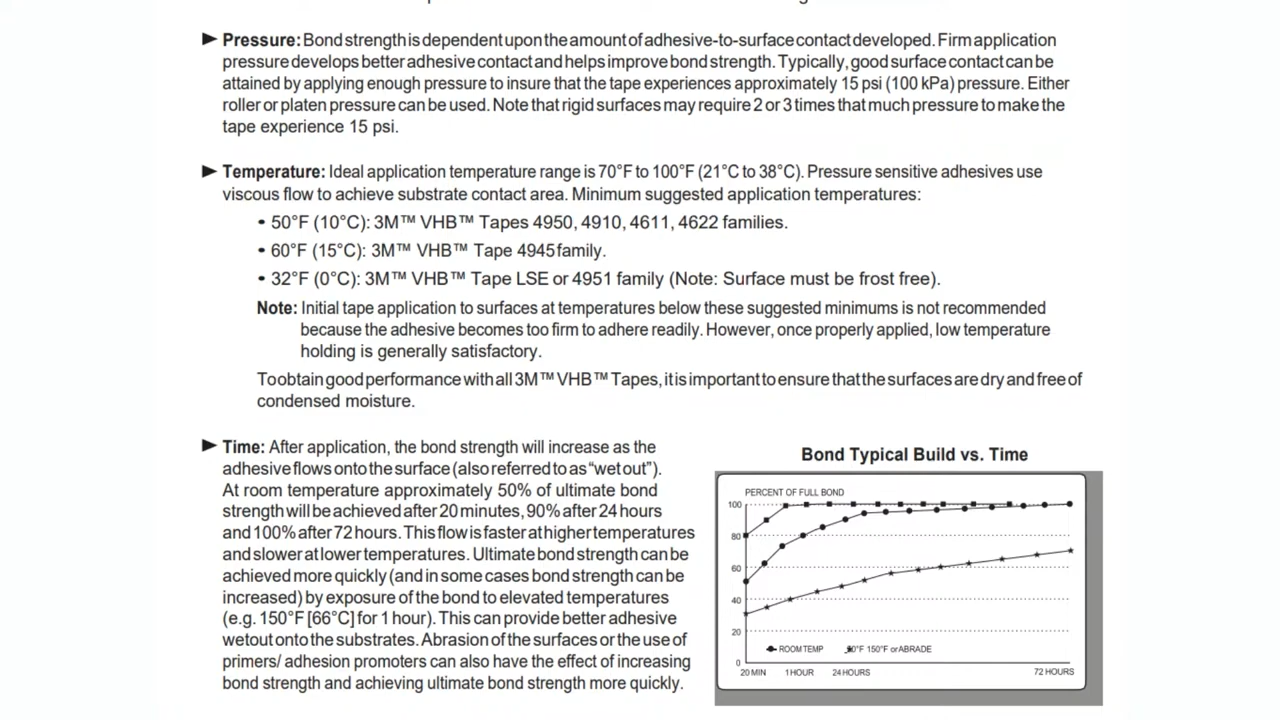 ► Pressure: Bond strength is dependent upon the amount of adhesive-to-surface contact developed. Firm application
pressure develops better adhesive contact and helps improve bond strength. Typically, good surface contact can be
attained by applying enough pressure to insure that the tape experiences approximately 15 psi (100 kPa) pressure. Either
roller or platen pressure can be used. Note that rigid surfaces may require 2 or 3 times that much pressure to make the
tape experience 15 psi.
► Temperature: Ideal application temperature range is 70°F to 100°F (21°C to 38°C). Pressure sensitive adhesives use
viscous flow to achieve substrate contact area. Minimum suggested application temperatures:
• 50°F (10°C): 3M™ VHB™ Tapes 4950, 4910, 4611, 4622 families.
• 60°F (15°C): 3M™ VHB™ Tape 4945 family.
• 32°F (0°C): 3M™ VHB™ Tape LSE or 4951 family (Note: Surface must be frost free).
Note: Initial tape application to surfaces at temperatures below these suggested minimums is not recommended
because the adhesive becomes too firm to adhere readily. However, once properly applied, low temperature
holding is generally satisfactory.
To obtain good performance with all 3M™ VHB™ Tapes, it is important to ensure that the surfaces are dry and free of
condensed moisture.
► Time: After application, the bond strength will increase as the
adhesive flows onto the surface (also referred to as “wet out”).
At room temperature approximately 50% of ultimate bond
strength will be achieved after 20 minutes, 90% after 24 hours
and 100% after 72 hours. This flow is faster at higher temperatures
and slower at lower temperatures. Ultimate bond strength can be
achieved more quickly (and in some cases bond strength can be
increased) by exposure of the bond to elevated temperatures
(e.g. 150°F [66°C] for 1 hour). This can provide better adhesive
wetout onto the substrates. Abrasion of the surfaces or the use of
primers/ adhesion promoters can also have the effect of increasing
bond strength and achieving ultimate bond strength more quickly.
Bond Typical Build vs. Time
PERCENT OF FULL BOND
100
80
60
40
20
0
ROOM TEMP 150°F or ABRADE
20 MIN 1 HOUR 24 HOURS 72 HOURS